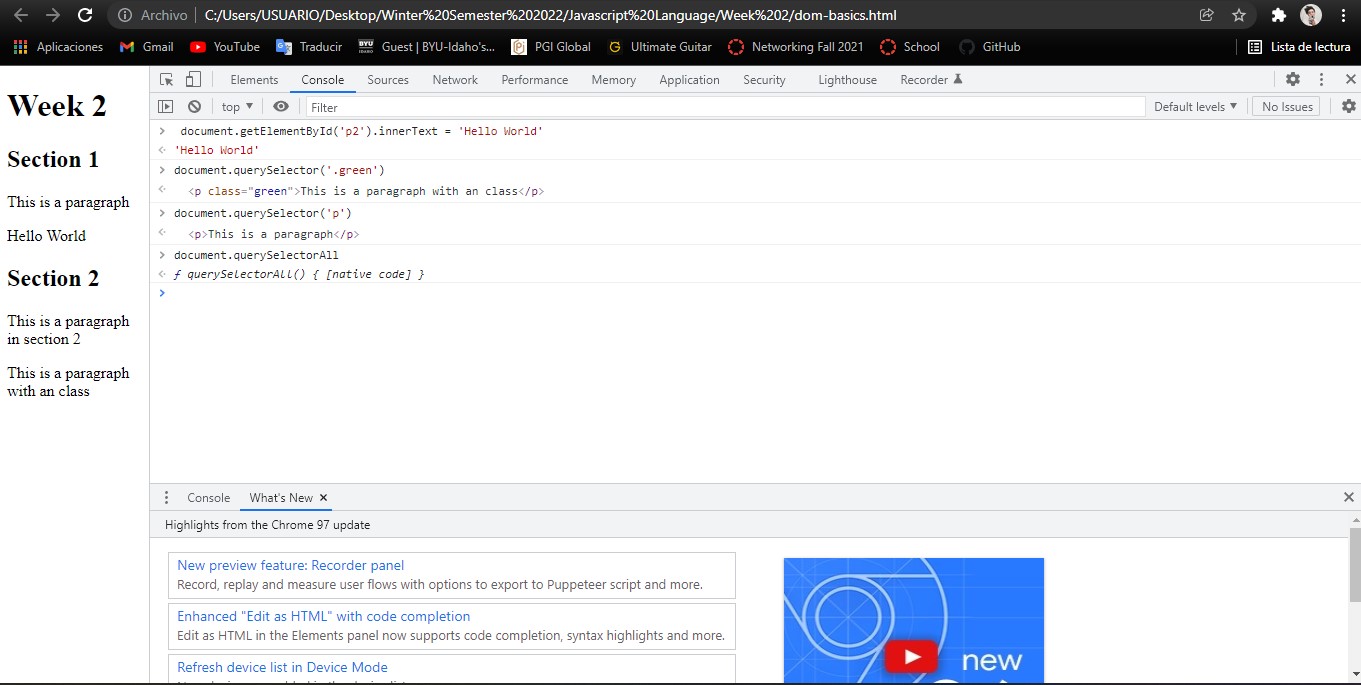 Archivo C:/Users/USUARIO/Desktop/Winter%20Semester%202022/Javascript%20Language/Week%202/dom-basics.html
Aplicaciones Gmail YouTube Traducir BYU IDAHO Guest | BYU-Idaho's... PGI Global G Ultimate Guitar Networking Fall 2021 School GitHub Lista de lectura
Week 2
Section 1
This is a paragraph
Hello World
Section 2
This is a paragraph
in section 2
This is a paragraph
with an class
Elements Console Sources Network Performance Memory Application Security Lighthouse Recorder
top Filter Default levels No Issues
document.getElementById('p2').innerText = 'Hello World'
'Hello World'
document.querySelector('.green')
<p class="green">This is a paragraph with an class</p>
document.querySelector('p')
<p>This is a paragraph</p>
document.querySelectorAll
ƒ querySelectorAll() { [native code] }
Console What's New
Highlights from the Chrome 97 update
New preview feature: Recorder panel
Record, replay and measure user flows with options to export to Puppeteer script and more.
Enhanced "Edit as HTML" with code completion
Edit as HTML in the Elements panel now supports code completion, syntax highlights and more.
Refresh device list in Device Mode
new